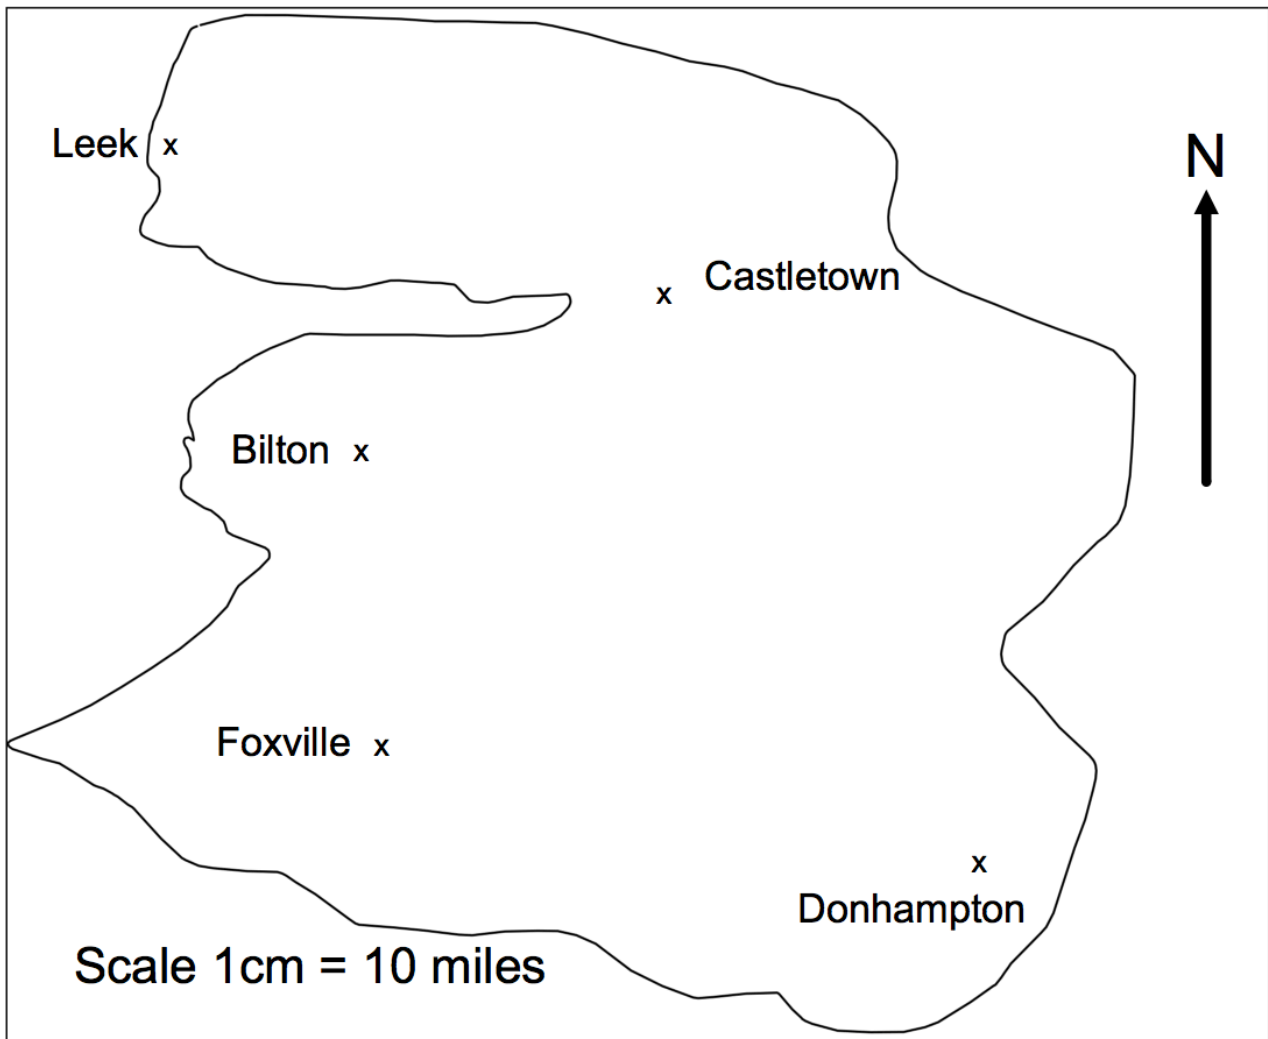 Leek x
N
Castletown
x
Bilton x
Foxville x
x
Donhampton
Scale 1cm = 10 miles